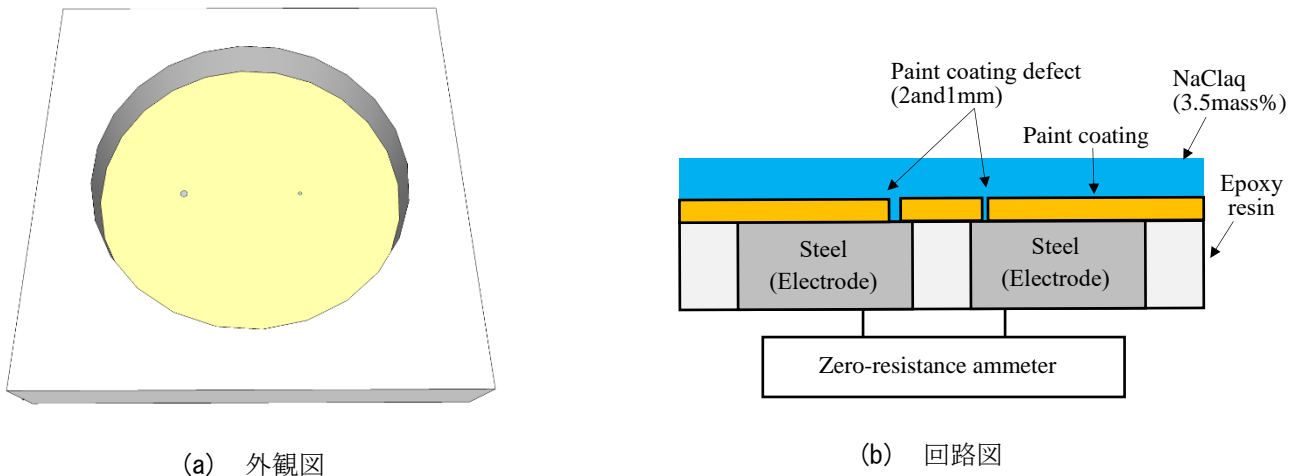 Paint coating defect
(2and1mm)
NaClaq
(3.5mass%)
Paint coating
Epoxy
resin
Steel
(Electrode)
Steel
(Electrode)
Zero-resistance ammeter
(a) 外観図
(b) 回路図